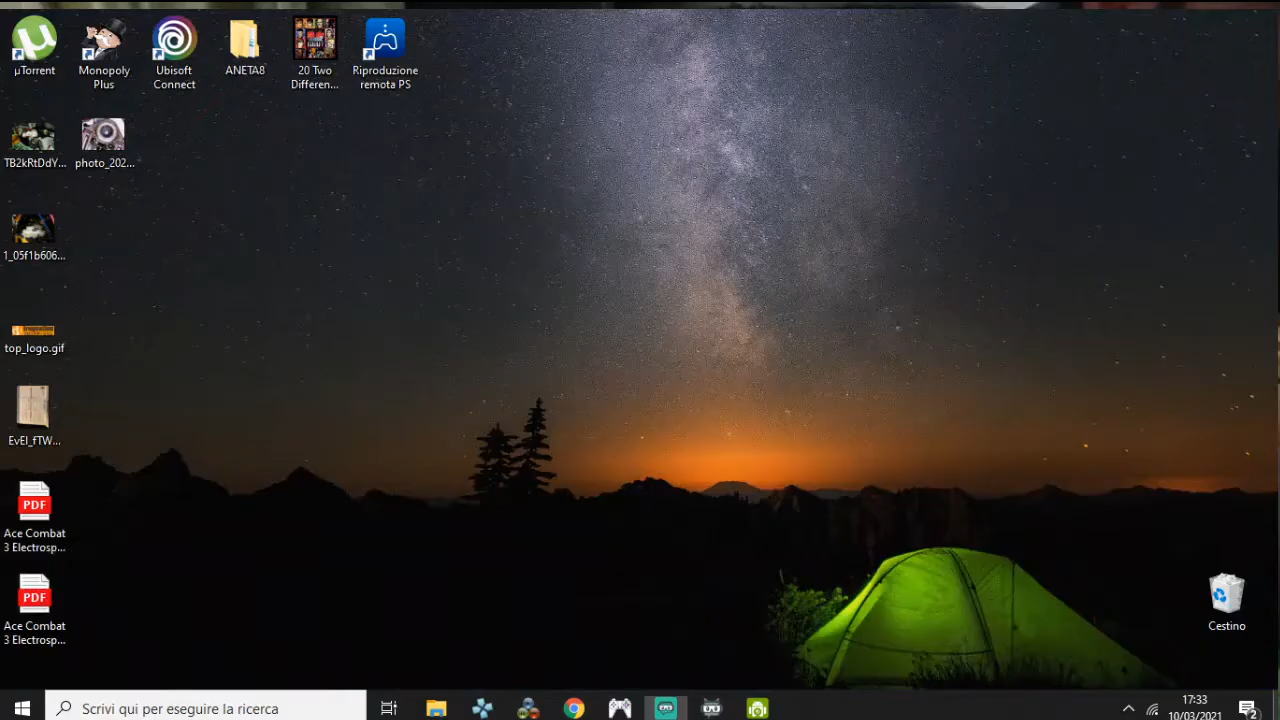 µTorrent
Monopoly
Plus
Ubisoft
Connect
ANETA8
20 Two
Differen...
Riproduzione
remota PS
TB2kRtDdY...
photo_202...
1_05f1b606...
top_logo.gif
EvEl_fTW...
PDF
Ace Combat
3 Electrosp...
PDF
Ace Combat
3 Electrosp...
Cestino
Scrivi qui per eseguire la ricerca
17:33
10/03/2021
2